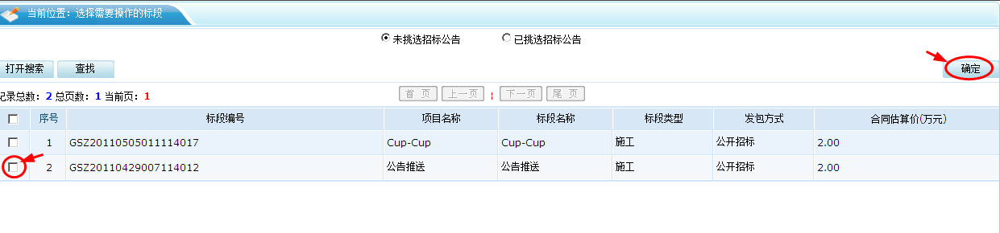 当前位置：选择需要操作的标段
未挑选招标公告 已挑选招标公告
打开搜索 查找 确定
记录总数：2 总页数：1 当前页：1 首 页 上一页 下一页 尾 页
序号 标段编号 项目名称 标段名称 标段类型 发包方式 合同估算价(万元)
1 GSZ20110505011114017 Cup-Cup Cup-Cup 施工 公开招标 2.00
2 GSZ20110429007114012 公告推送 公告推送 施工 公开招标 2.00